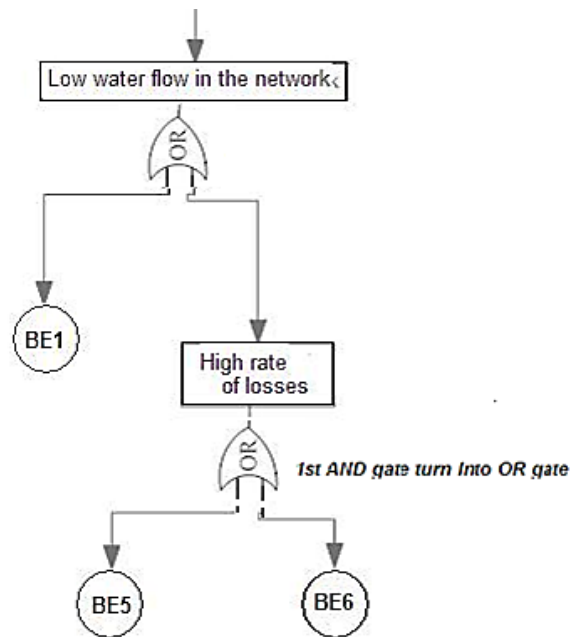 Low water flow in the network
OR
BE1
High rate
of losses
OR
1st AND gate turn Into OR gate
BE5
BE6